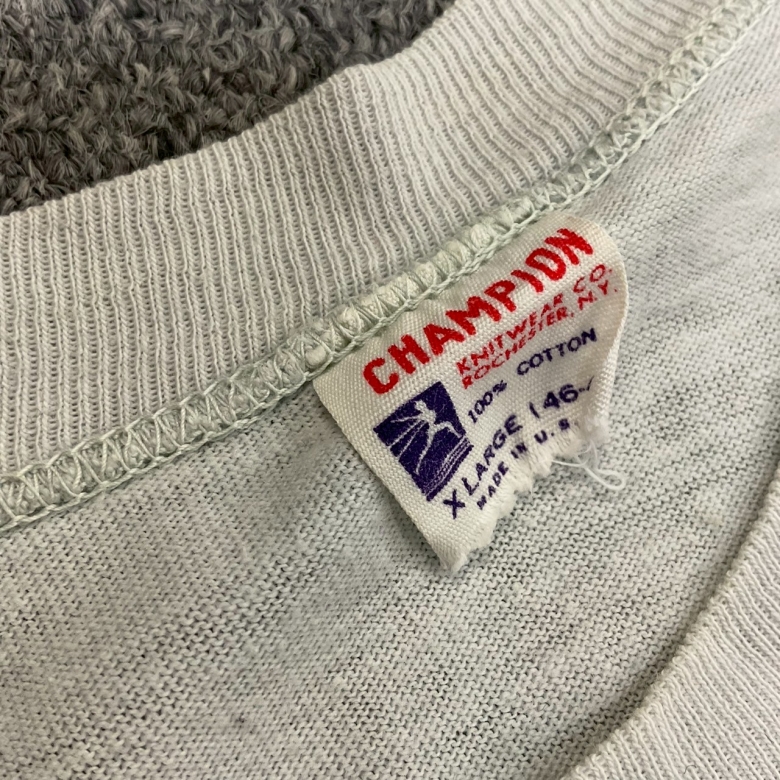 CHAMPION
KNITWEAR CO.
ROCHESTER, N.Y.
100% COTTON
X LARGE (46-
MADE IN U.S.